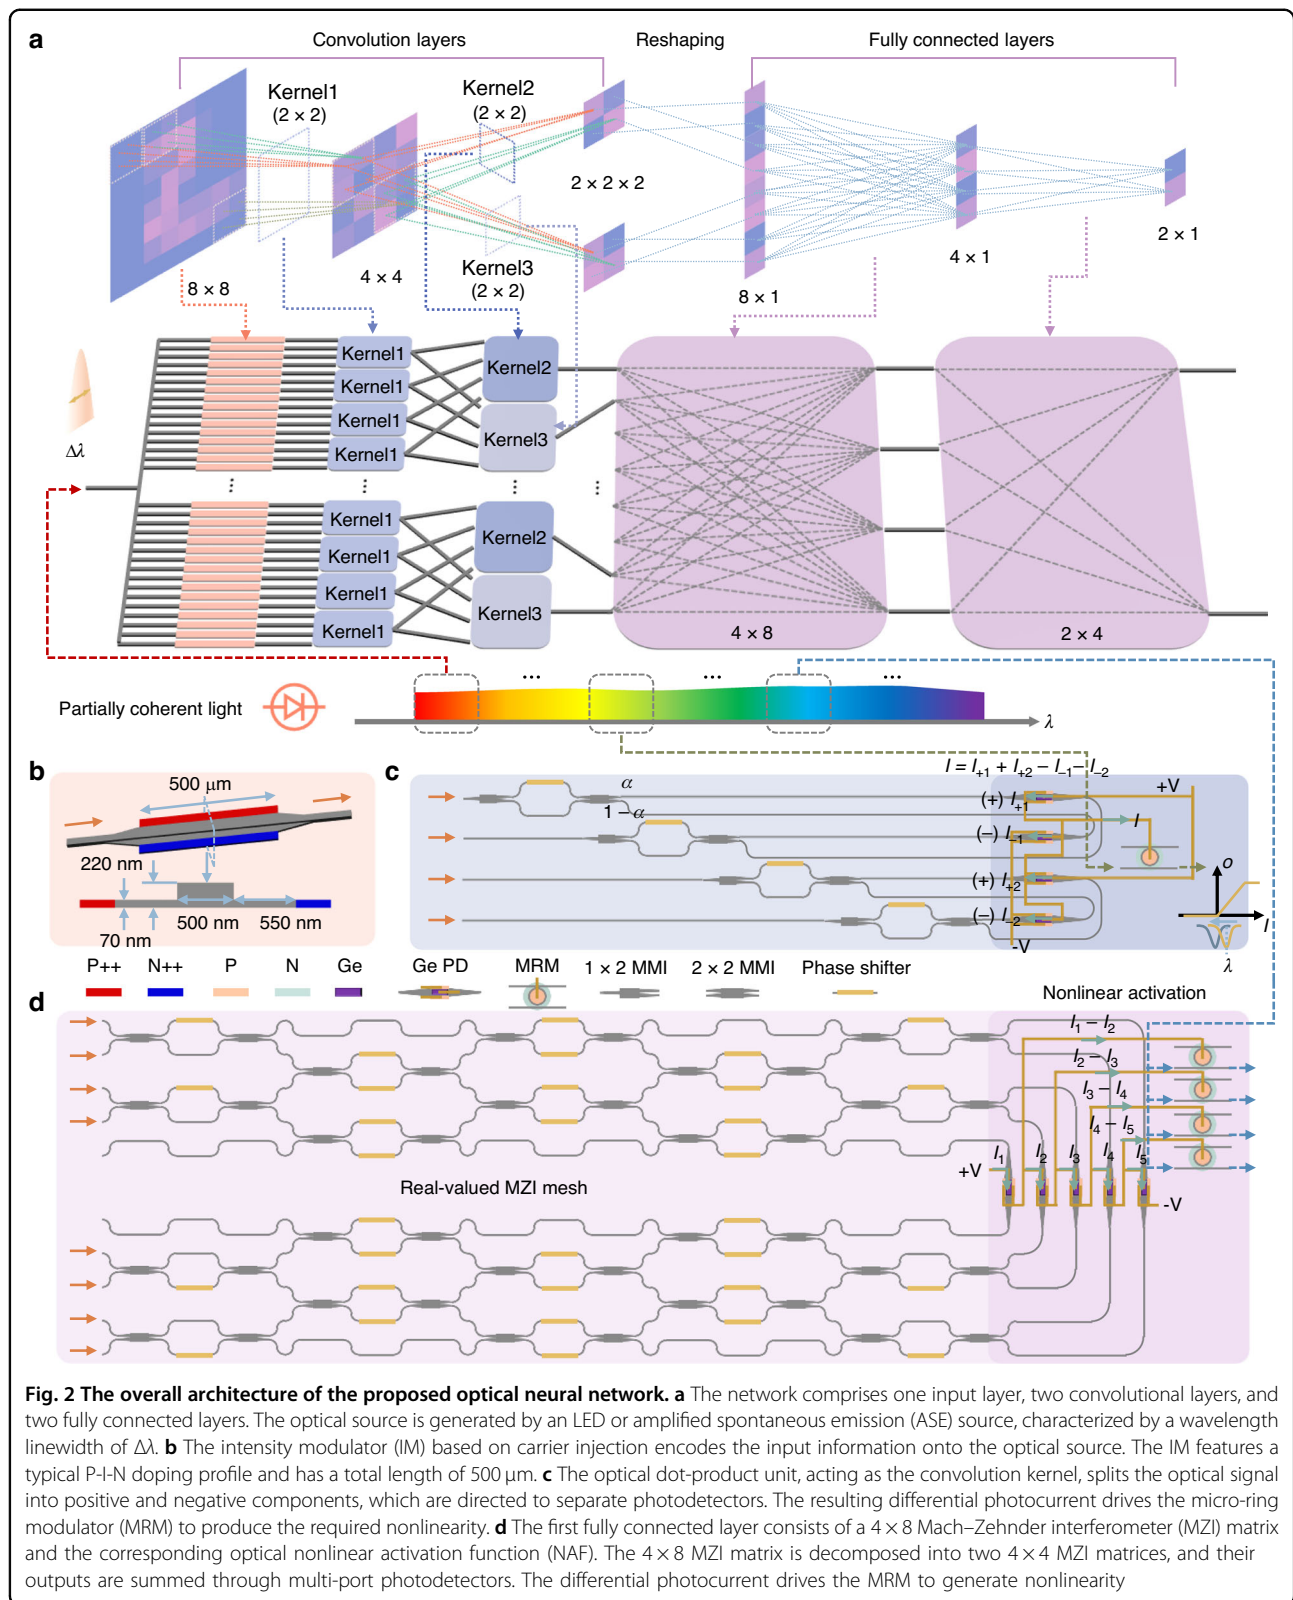 a
Convolution layers
Reshaping
Fully connected layers
Kernel1
(2 × 2)
Kernel2
(2 × 2)
2 × 2 × 2
Kernel3
(2 × 2)
8 × 8
4 × 4
8 × 1
4 × 1
2 × 1
Δλ
Kernel1
Kernel1
Kernel1
Kernel1
Kernel2
Kernel3
...
...
...
...
Kernel1
Kernel1
Kernel1
Kernel1
Kernel2
Kernel3
4 × 8
2 × 4
Partially coherent light
...
...
...
λ
b
500 μm
220 nm
70 nm
500 nm
550 nm
c
α
1 − α
I = I+1 + I+2 − I−1 − I−2
(+) I+1
(−) I−1
(+) I+2
(−) I−2
+V
-V
I
O
I
λ
P++
N++
P
N
Ge
Ge PD
MRM
1 × 2 MMI
2 × 2 MMI
Phase shifter
d
Nonlinear activation
I1 − I2
I2 − I3
I3 − I4
I4 − I5
I1
I2
I3
I4
I5
+V
-V
Real-valued MZI mesh
Fig. 2 The overall architecture of the proposed optical neural network. a The network comprises one input layer, two convolutional layers, and
two fully connected layers. The optical source is generated by an LED or amplified spontaneous emission (ASE) source, characterized by a wavelength
linewidth of Δλ. b The intensity modulator (IM) based on carrier injection encodes the input information onto the optical source. The IM features a
typical P-I-N doping profile and has a total length of 500 μm. c The optical dot-product unit, acting as the convolution kernel, splits the optical signal
into positive and negative components, which are directed to separate photodetectors. The resulting differential photocurrent drives the micro-ring
modulator (MRM) to produce the required nonlinearity. d The first fully connected layer consists of a 4 × 8 Mach–Zehnder interferometer (MZI) matrix
and the corresponding optical nonlinear activation function (NAF). The 4 × 8 MZI matrix is decomposed into two 4 × 4 MZI matrices, and their
outputs are summed through multi-port photodetectors. The differential photocurrent drives the MRM to generate nonlinearity